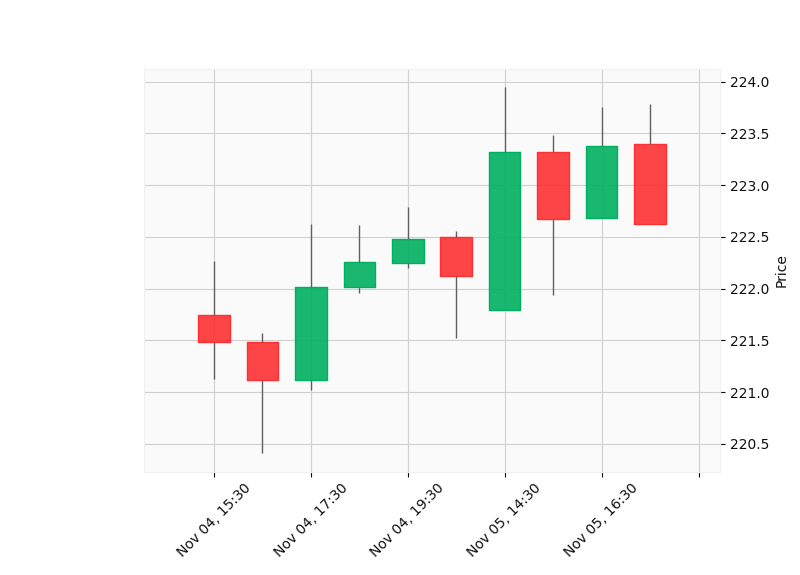 224.0
223.5
223.0
222.5
222.0
221.5
221.0
220.5
Price
Nov 04, 15:30
Nov 04, 17:30
Nov 04, 19:30
Nov 05, 14:30
Nov 05, 16:30